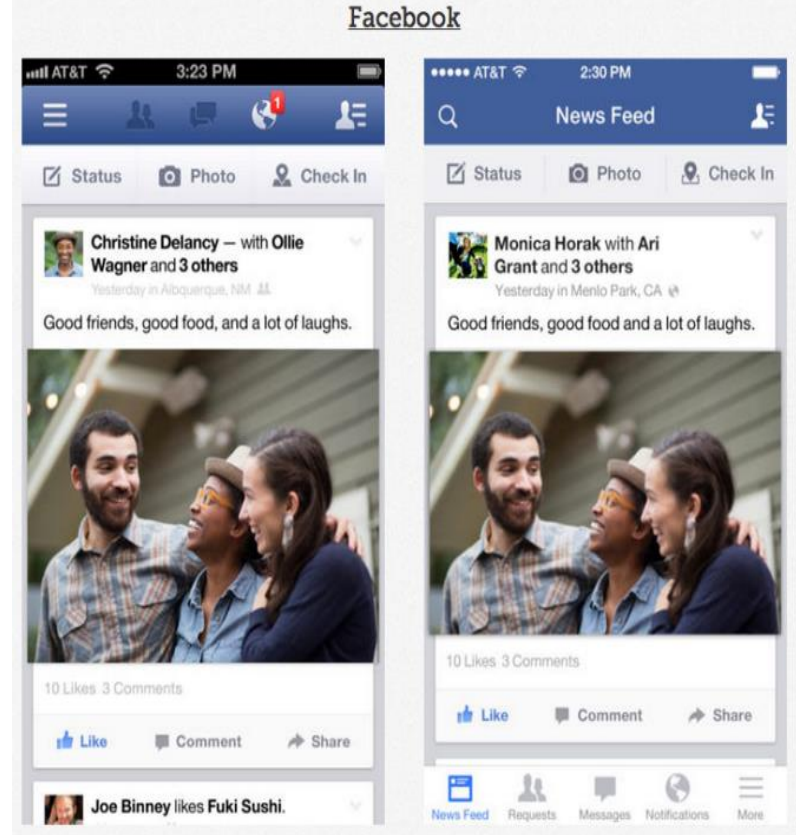 Facebook
AT&T 3:23 PM
1
Status Photo Check In
Christine Delancy — with Ollie
Wagner and 3 others
Yesterday in Albquerque, NM
Good friends, good food, and a lot of laughs.
10 Likes 3 Comments
Like Comment Share
Joe Binney likes Fuki Sushi.
AT&T 2:30 PM
News Feed
Status Photo Check In
Monica Horak with Ari
Grant and 3 others
Yesterday in Menlo Park, CA
Good friends, good food and a lot of laughs.
10 Likes 3 Comments
Like Comment Share
News Feed Requests Messages Notifications More